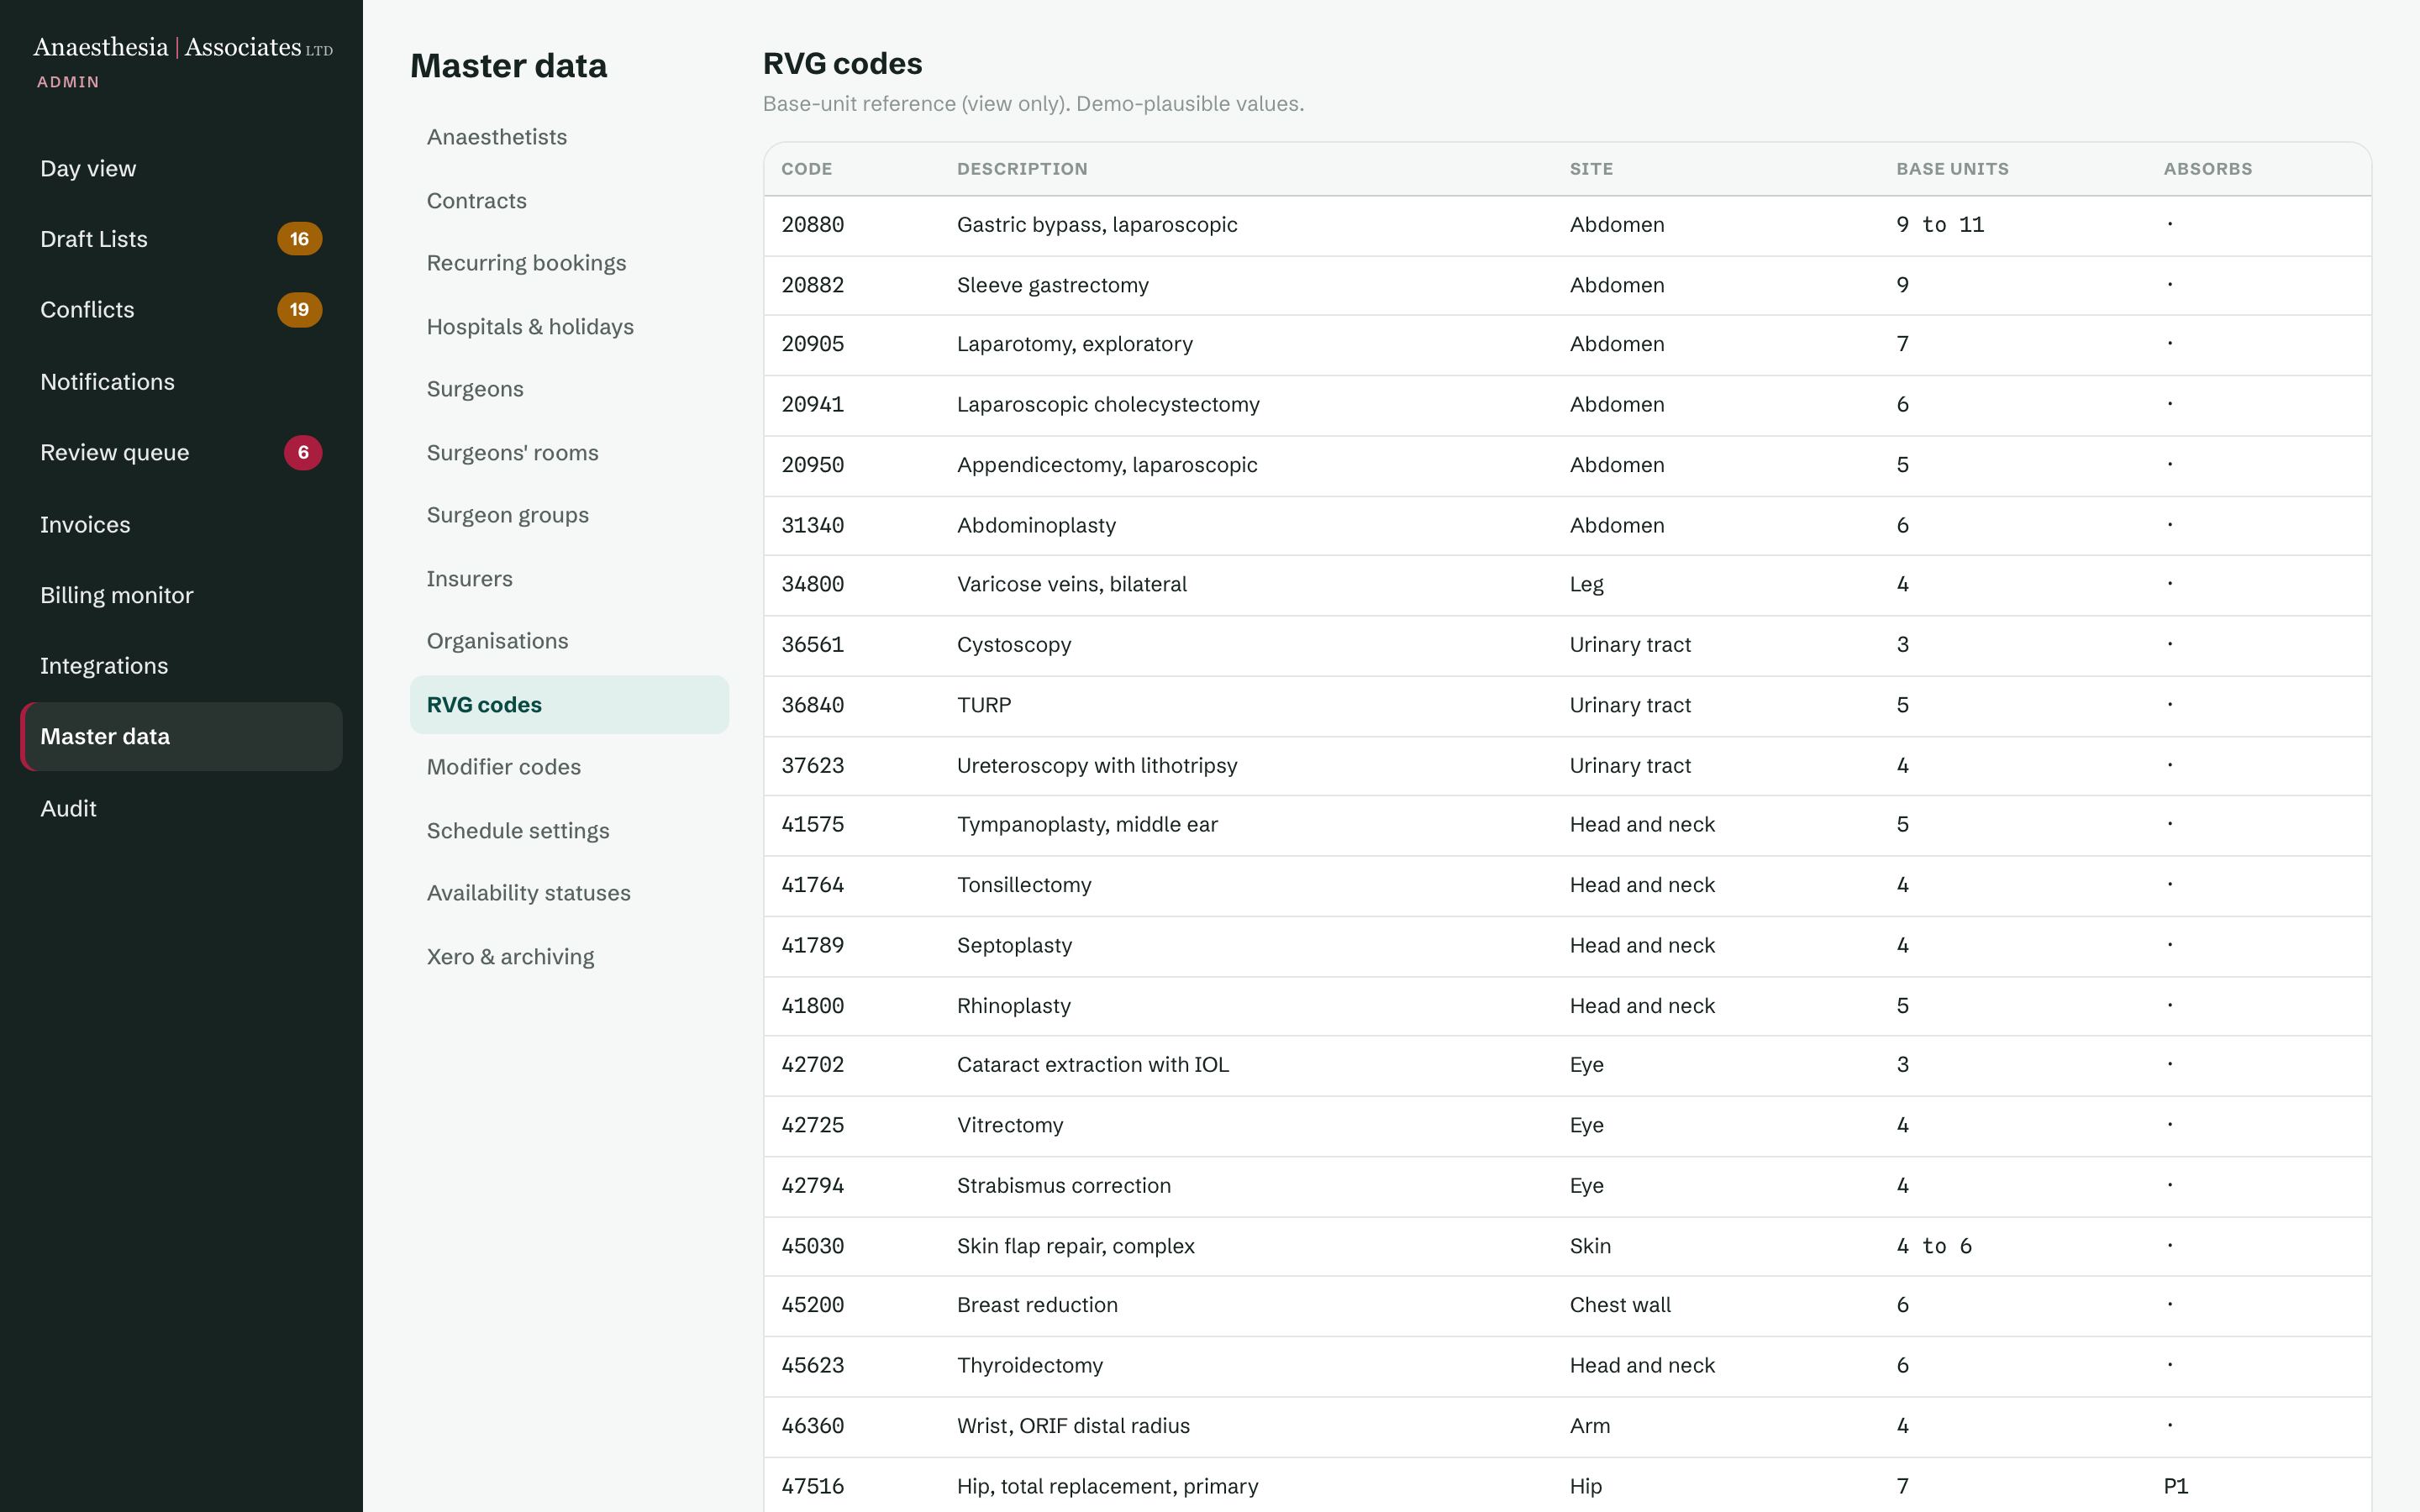 Anaesthesia | Associates LTD
ADMIN
Day view
Draft Lists 16
Conflicts 19
Notifications
Review queue 6
Invoices
Billing monitor
Integrations
Master data
Audit
Master data
Anaesthetists
Contracts
Recurring bookings
Hospitals & holidays
Surgeons
Surgeons' rooms
Surgeon groups
Insurers
Organisations
RVG codes
Modifier codes
Schedule settings
Availability statuses
Xero & archiving
RVG codes
Base-unit reference (view only). Demo-plausible values.
CODE DESCRIPTION SITE BASE UNITS ABSORBS
20880 Gastric bypass, laparoscopic Abdomen 9 to 11 ·
20882 Sleeve gastrectomy Abdomen 9 ·
20905 Laparotomy, exploratory Abdomen 7 ·
20941 Laparoscopic cholecystectomy Abdomen 6 ·
20950 Appendicectomy, laparoscopic Abdomen 5 ·
31340 Abdominoplasty Abdomen 6 ·
34800 Varicose veins, bilateral Leg 4 ·
36561 Cystoscopy Urinary tract 3 ·
36840 TURP Urinary tract 5 ·
37623 Ureteroscopy with lithotripsy Urinary tract 4 ·
41575 Tympanoplasty, middle ear Head and neck 5 ·
41764 Tonsillectomy Head and neck 4 ·
41789 Septoplasty Head and neck 4 ·
41800 Rhinoplasty Head and neck 5 ·
42702 Cataract extraction with IOL Eye 3 ·
42725 Vitrectomy Eye 4 ·
42794 Strabismus correction Eye 4 ·
45030 Skin flap repair, complex Skin 4 to 6 ·
45200 Breast reduction Chest wall 6 ·
45623 Thyroidectomy Head and neck 6 ·
46360 Wrist, ORIF distal radius Arm 4 ·
47516 Hip, total replacement, primary Hip 7 P1